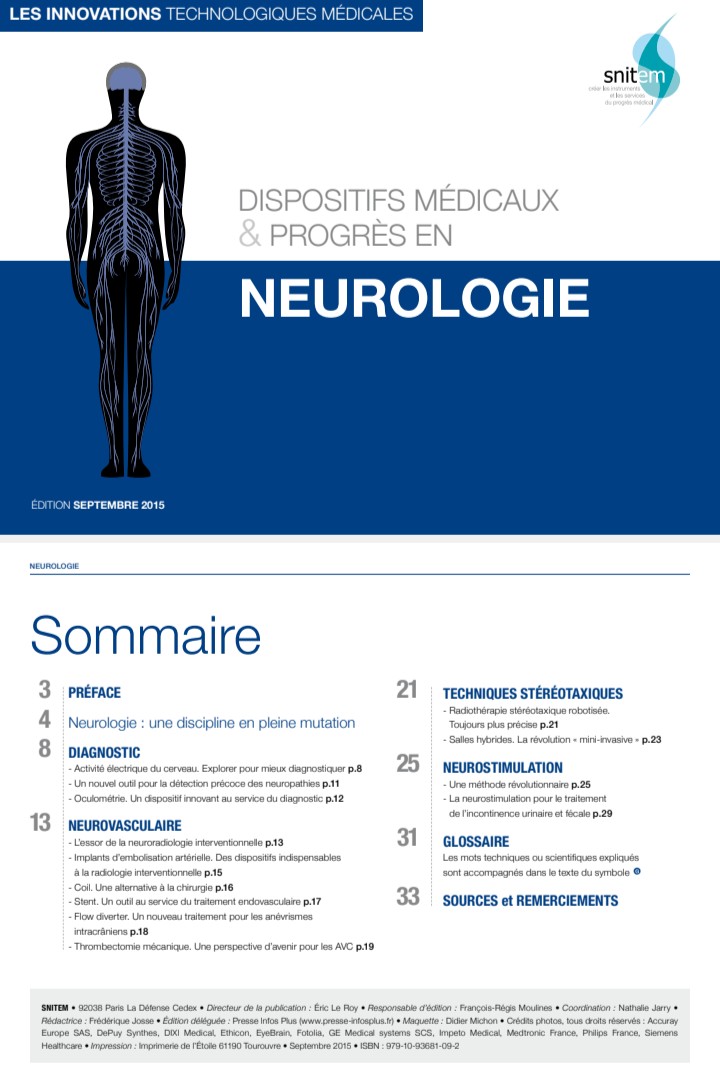 LES INNOVATIONS TECHNOLOGIQUES MÉDICALES
snitem
créer les instruments
et les services
du progrès médical
DISPOSITIFS MÉDICAUX
& PROGRÈS EN
NEUROLOGIE
ÉDITION SEPTEMBRE 2015
NEUROLOGIE
Sommaire
3 PRÉFACE
4 Neurologie : une discipline en pleine mutation
8 DIAGNOSTIC
- Activité électrique du cerveau. Explorer pour mieux diagnostiquer p.8
- Un nouvel outil pour la détection précoce des neuropathies p.11
- Oculométrie. Un dispositif innovant au service du diagnostic p.12
13 NEUROVASCULAIRE
- L'essor de la neuroradiologie interventionnelle p.13
- Implants d'embolisation artérielle. Des dispositifs indispensables
à la radiologie interventionnelle p.15
- Coil. Une alternative à la chirurgie p.16
- Stent. Un outil au service du traitement endovasculaire p.17
- Flow diverter. Un nouveau traitement pour les anévrismes
intracrâniens p.18
- Thrombectomie mécanique. Une perspective d'avenir pour les AVC p.19
21 TECHNIQUES STÉRÉOTAXIQUES
- Radiothérapie stéréotaxique robotisée.
Toujours plus précise p.21
- Salles hybrides. La révolution « mini-invasive » p.23
25 NEUROSTIMULATION
- Une méthode révolutionnaire p.25
- La neurostimulation pour le traitement
de l'incontinence urinaire et fécale p.29
31 GLOSSAIRE
Les mots techniques ou scientifiques expliqués
sont accompagnés dans le texte du symbole G
33 SOURCES et REMERCIEMENTS
SNITEM • 92038 Paris La Défense Cedex • Directeur de la publication : Éric Le Roy • Responsable d'édition : François-Régis Moulines • Coordination : Nathalie Jarry •
Rédactrice : Frédérique Josse • Édition déléguée : Presse Infos Plus (www.presse-infosplus.fr) • Maquette : Didier Michon • Crédits photos, tous droits réservés : Accuray
Europe SAS, DePuy Synthes, DIXI Medical, Ethicon, EyeBrain, Fotolia, GE Medical systems SCS, Impeto Medical, Medtronic France, Philips France, Siemens
Healthcare • Impression : Imprimerie de l'Étoile 61190 Tourouvre • Septembre 2015 • ISBN : 979-10-93681-09-2